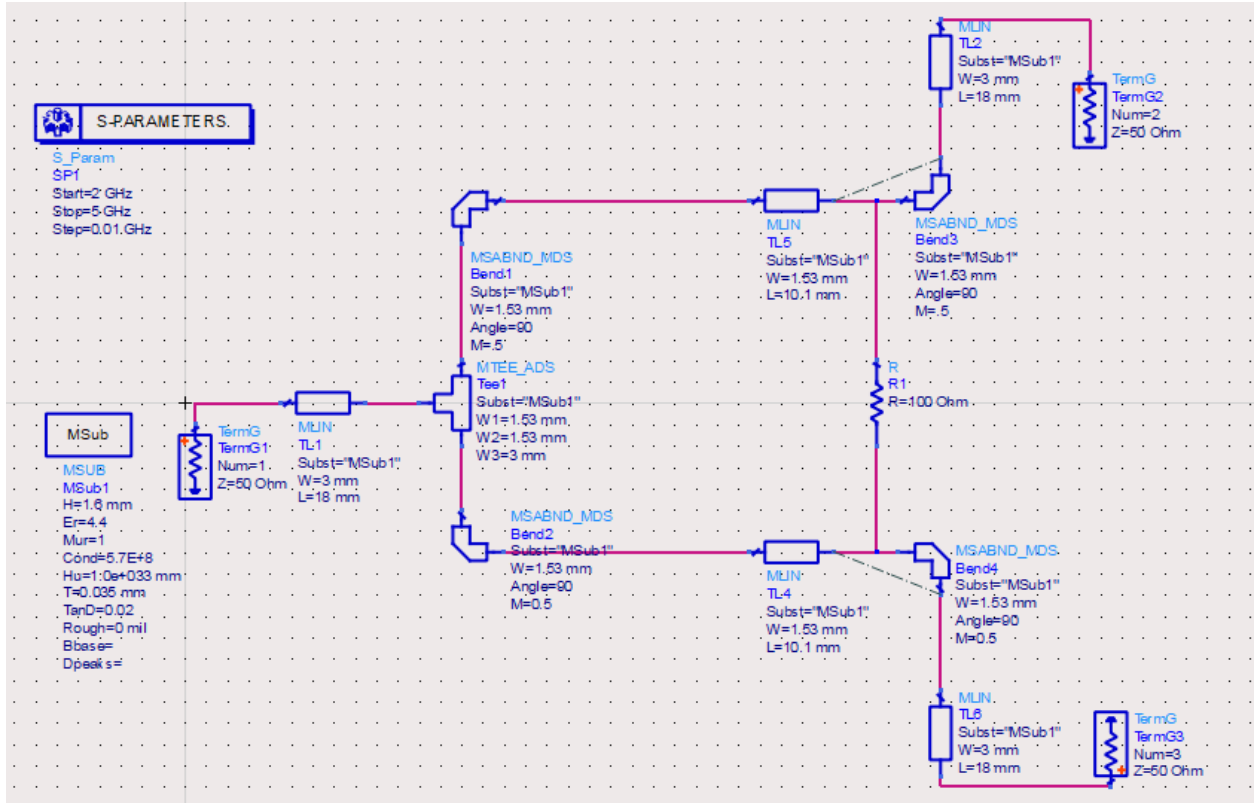 MLIN
TL2
Subst="MSub1"
W=3 mm
L=18 mm
TermG
TermG2
Num=2
Z=50 Ohm
S-PARAMETERS
S_Param
SP1
Start=2 GHz
Stop=5 GHz
Step=0.01 GHz
MSABND_MDS
Bend1
Subst="MSub1"
W=1.53 mm
Angle=90
M=.5
MLIN
TL5
Subst="MSub1"
W=1.53 mm
L=10.1 mm
MSABND_MDS
Bend3
Subst="MSub1"
W=1.53 mm
Angle=90
M=.5
MTEE_ADS
Tee1
Subst="MSub1"
W1=1.53 mm
W2=1.53 mm
W3=3 mm
R
R1
R=100 Ohm
MSub
MSUB
MSub1
H=1.6 mm
Er=4.4
Mur=1
Cond=5.7E+8
Hu=1.0e+033 mm
T=0.035 mm
TanD=0.02
Rough=0 mil
Bbase=
Dpeaks=
TermG
TermG1
Num=1
Z=50 Ohm
MLIN
TL1
Subst="MSub1"
W=3 mm
L=18 mm
MSABND_MDS
Bend2
Subst="MSub1"
W=1.53 mm
Angle=90
M=0.5
MLIN
TL4
Subst="MSub1"
W=1.53 mm
L=10.1 mm
MSABND_MDS
Bend4
Subst="MSub1"
W=1.53 mm
Angle=90
M=0.5
MLIN
TL6
Subst="MSub1"
W=3 mm
L=18 mm
TermG
TermG3
Num=3
Z=50 Ohm